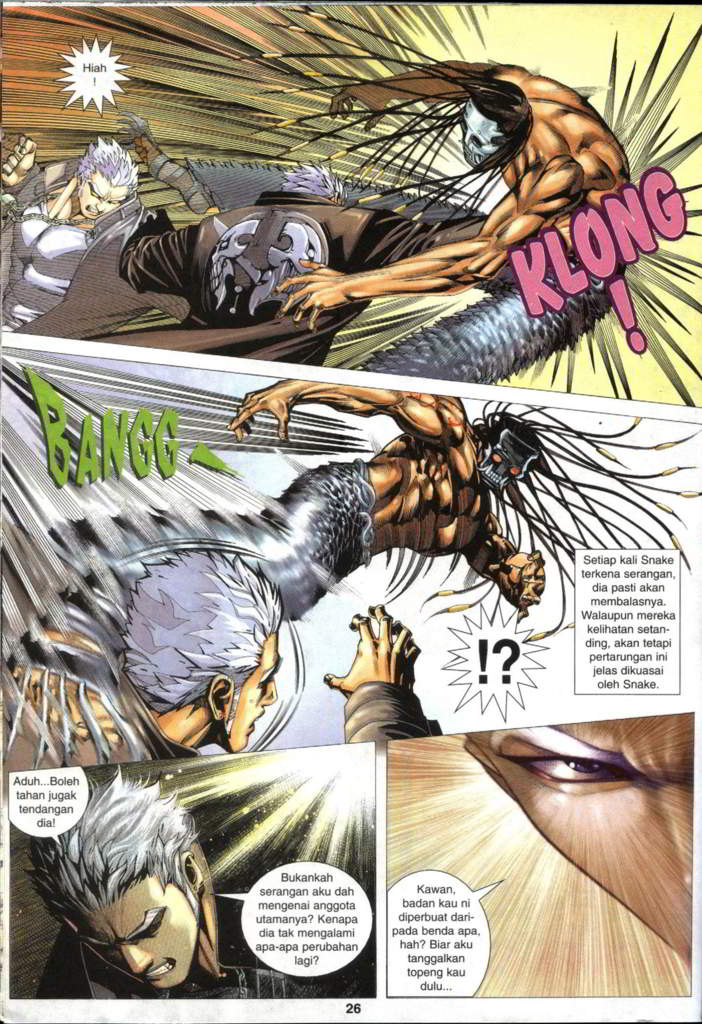 Hiah
!
KLONG
!
BANGG
Setiap kali Snake
terkena serangan,
dia pasti akan
membalasnya.
Walaupun mereka
kelihatan setan-
ding, akan tetapi
pertarungan ini
jelas dikuasai
oleh Snake.
!?
Aduh...Boleh
tahan jugak
tendangan
dia!
Bukankah
serangan aku dah
mengenai anggota
utamanya? Kenapa
dia tak mengalami
apa-apa perubahan
lagi?
Kawan,
badan kau ni
diperbuat dari-
pada benda apa,
hah? Biar aku
tanggalkan
topeng kau
dulu...
26